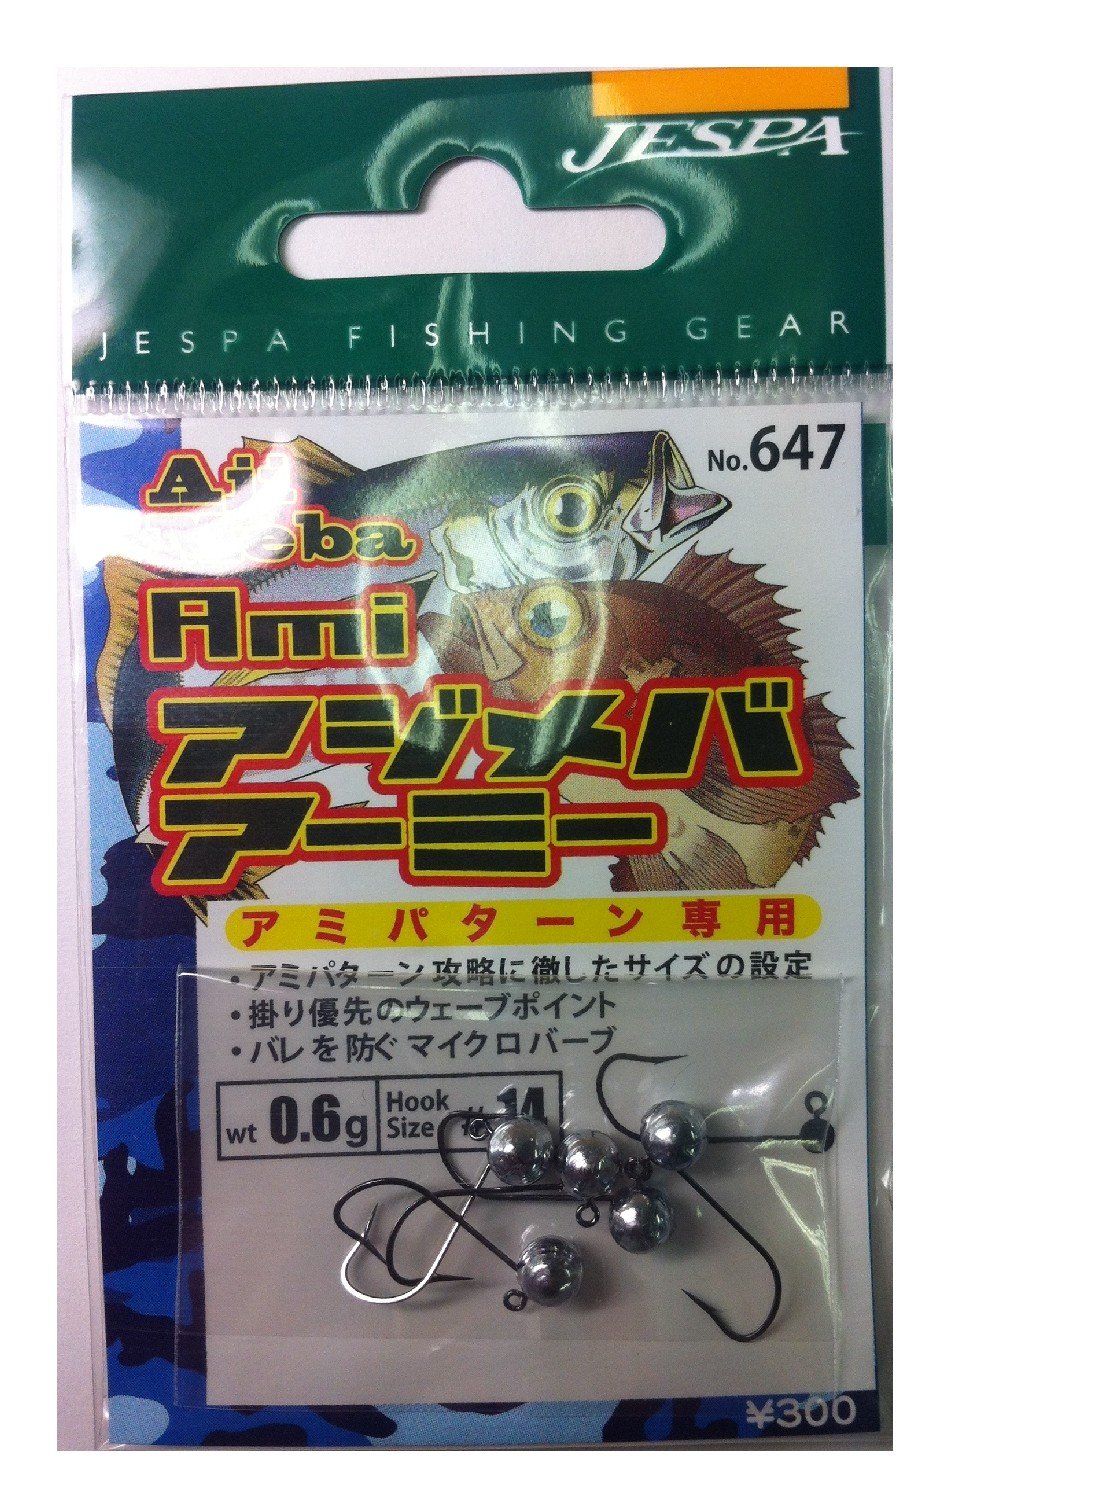 JESPA
JESPA FISHING GEAR
No.647
Aji
Ami
アジメバ
アーミー
アミパターン専用
・アミパターン攻略に徹したサイズの設定
・掛り優先のウェーブポイント
・バレを防ぐマイクロバーブ
wt 0.6g Hook Size #14
¥300